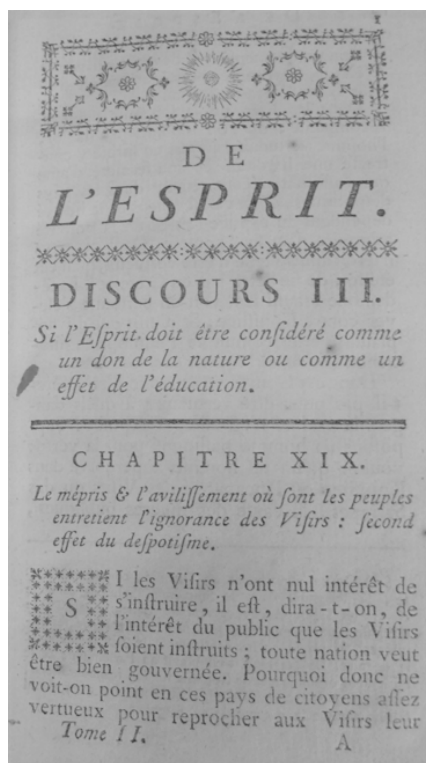 1
DE
L'ESPRIT.
DISCOURS III.
Si l'Eſprit doit être conſidéré comme
un don de la nature ou comme un
effet de l'éducation.
CHAPITRE XIX.
Le mépris & l'aviliſſement où ſont les peuples
entretient l'ignorance des Viſirs : ſecond
effet du deſpotiſme.
SI les Viſirs n'ont nul intérêt de
s'inſtruire, il eſt, dira-t-on, de
l'intérêt du public que les Viſirs
ſoient inſtruits ; toute nation veut
être bien gouvernée. Pourquoi donc ne
voit-on point en ces pays de citoyens aſſez
vertueux pour reprocher aux Viſirs leur
Tome II. A